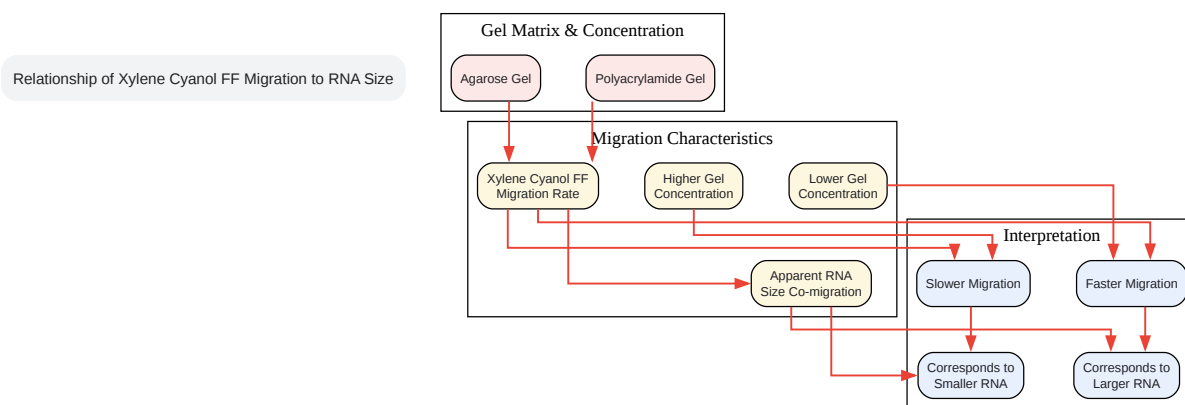 Gel Matrix & Concentration
Relationship of Xylene Cyanol FF Migration to RNA Size
Agarose Gel
Polyacrylamide Gel
Migration Characteristics
Xylene Cyanol FF
Migration Rate
Higher Gel
Concentration
Lower Gel
Concentration
Interpretation
Apparent RNA
Size Co-migration
Slower Migration
Faster Migration
Corresponds to
Smaller RNA
Corresponds to
Larger RNA